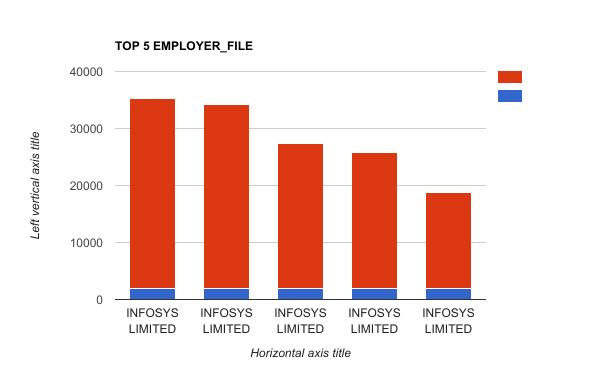 TOP 5 EMPLOYER_FILE
40000
30000
20000
10000
0
Left vertical axis title
INFOSYS LIMITED
INFOSYS LIMITED
INFOSYS LIMITED
INFOSYS LIMITED
INFOSYS LIMITED
Horizontal axis title